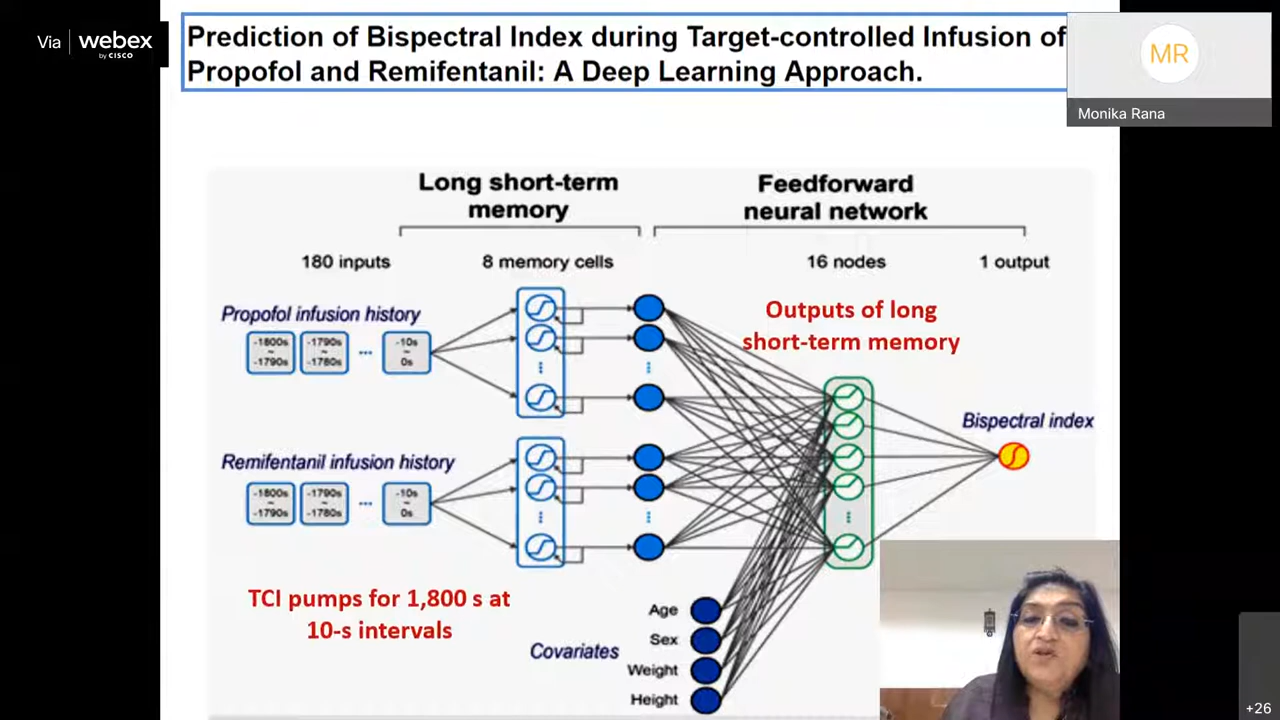 Via webex
by CISCO
Prediction of Bispectral Index during Target-controlled Infusion of
Propofol and Remifentanil: A Deep Learning Approach.
MR
Monika Rana
Long short-term
memory
Feedforward
neural network
180 inputs
8 memory cells
16 nodes
1 output
Propofol infusion history
-1800s
~
-1790s
-1790s
~
-1780s
...
-10s
~
0s
Outputs of long
short-term memory
Bispectral index
Remifentanil infusion history
-1800s
~
-1790s
-1790s
~
-1780s
...
-10s
~
0s
TCI pumps for 1,800 s at
10-s intervals
Covariates
Age
Sex
Weight
Height
+26